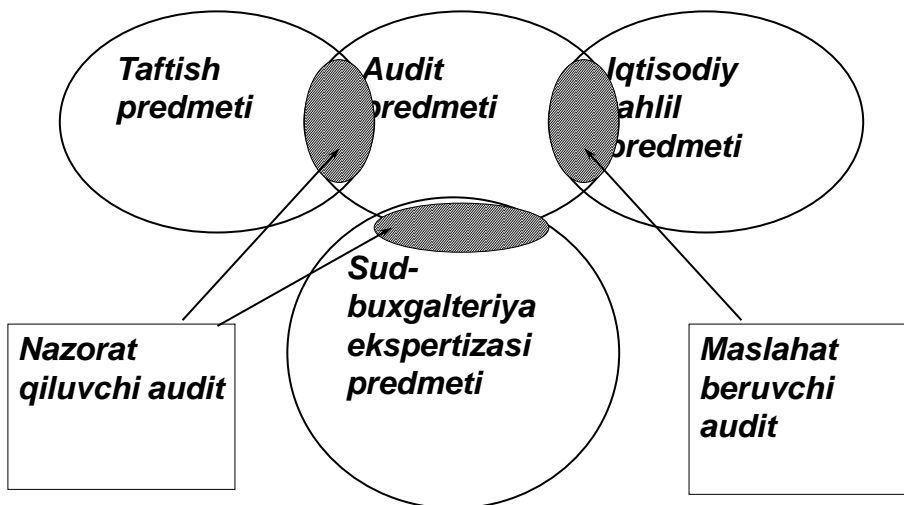 Taftish
predmeti
Audit
predmeti
Iqtisodiy
tahlil
predmeti
Sud-
buxgalteriya
ekspertizasi
predmeti
Nazorat
qiluvchi audit
Maslahat
beruvchi
audit